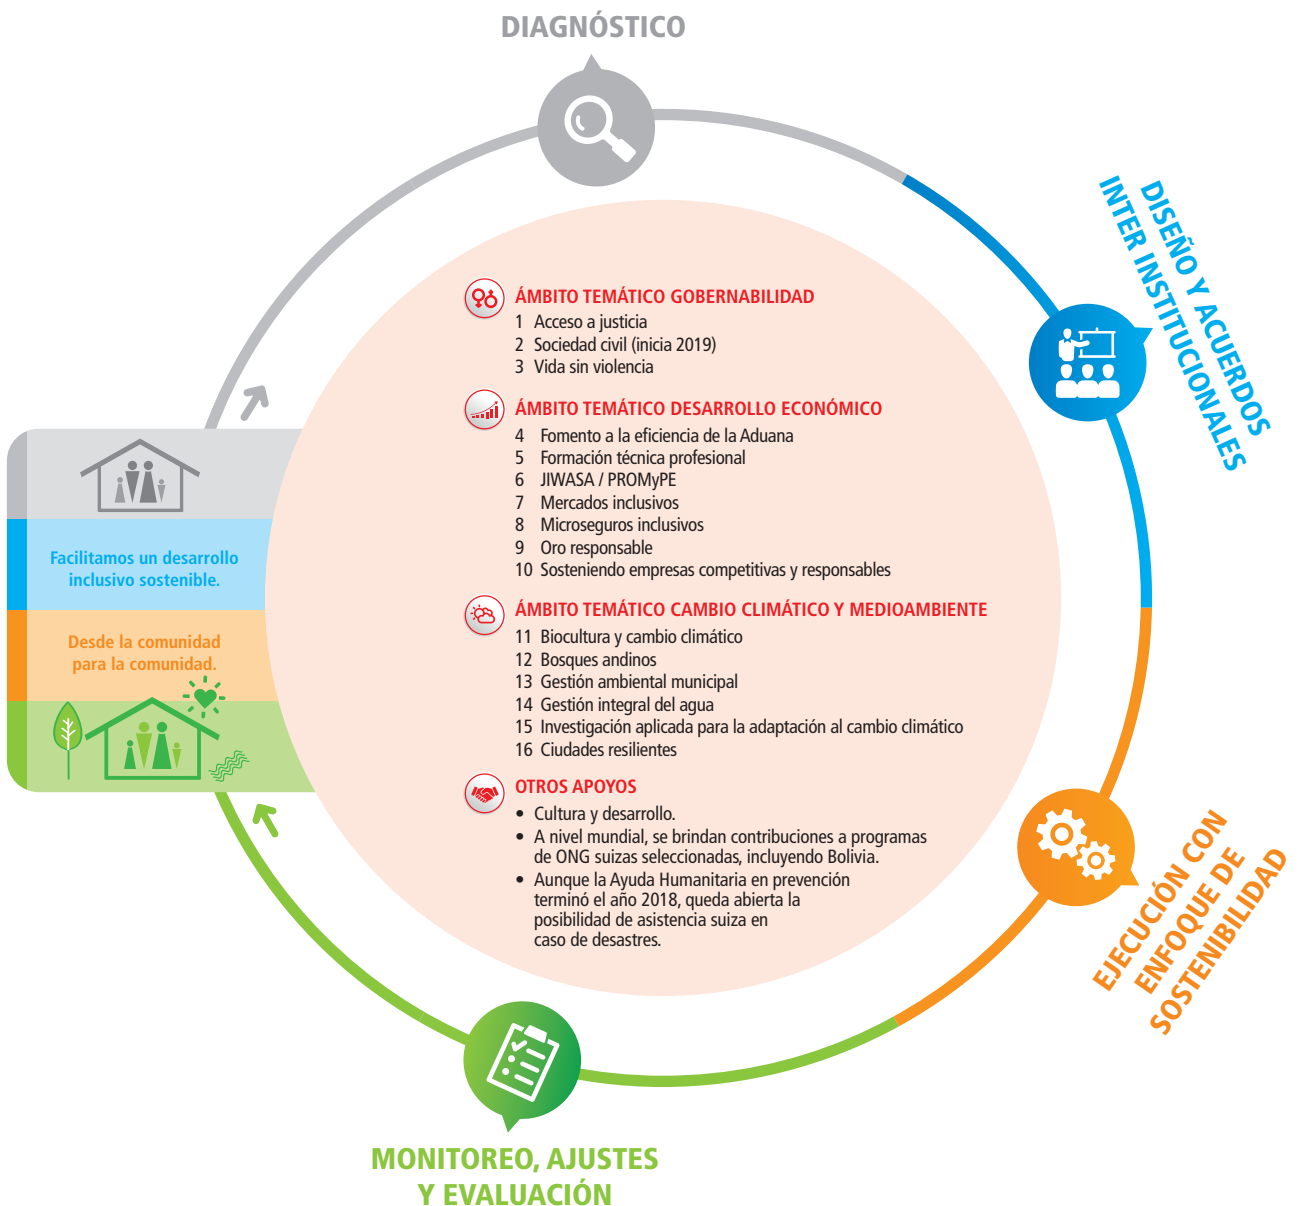 DIAGNÓSTICO
DISEÑO Y ACUERDOS
INTER INSTITUCIONALES
ÁMBITO TEMÁTICO GOBERNABILIDAD
1 Acceso a justicia
2 Sociedad civil (inicia 2019)
3 Vida sin violencia
ÁMBITO TEMÁTICO DESARROLLO ECONÓMICO
4 Fomento a la eficiencia de la Aduana
5 Formación técnica profesional
6 JIWASA / PROMyPE
7 Mercados inclusivos
8 Microseguros inclusivos
9 Oro responsable
10 Sosteniendo empresas competitivas y responsables
ÁMBITO TEMÁTICO CAMBIO CLIMÁTICO Y MEDIOAMBIENTE
11 Biocultura y cambio climático
12 Bosques andinos
13 Gestión ambiental municipal
14 Gestión integral del agua
15 Investigación aplicada para la adaptación al cambio climático
16 Ciudades resilientes
OTROS APOYOS
• Cultura y desarrollo.
• A nivel mundial, se brindan contribuciones a programas
de ONG suizas seleccionadas, incluyendo Bolivia.
• Aunque la Ayuda Humanitaria en prevención
terminó el año 2018, queda abierta la
posibilidad de asistencia suiza en
caso de desastres.
Facilitamos un desarrollo
inclusivo sostenible.
Desde la comunidad
para la comunidad.
EJECUCIÓN CON
ENFOQUE DE
SOSTENIBILIDAD
MONITOREO, AJUSTES
Y EVALUACIÓN